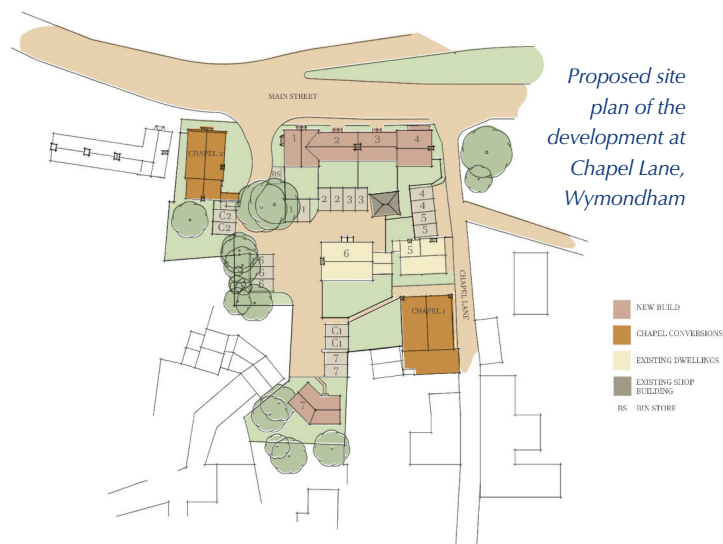 Proposed site
plan of the
development at
Chapel Lane,
Wymondham
MAIN STREET
CHAPEL 2
1
2
3
4
BS
C2
C2
1
1
2
2
3
3
4
4
5
5
6
5
6
6
6
CHAPEL LANE
CHAPEL 1
C1
C1
7
7
7
NEW BUILD
CHAPEL CONVERSIONS
EXISTING DWELLINGS
EXISTING SHOP
BUILDING
BS BIN STORE